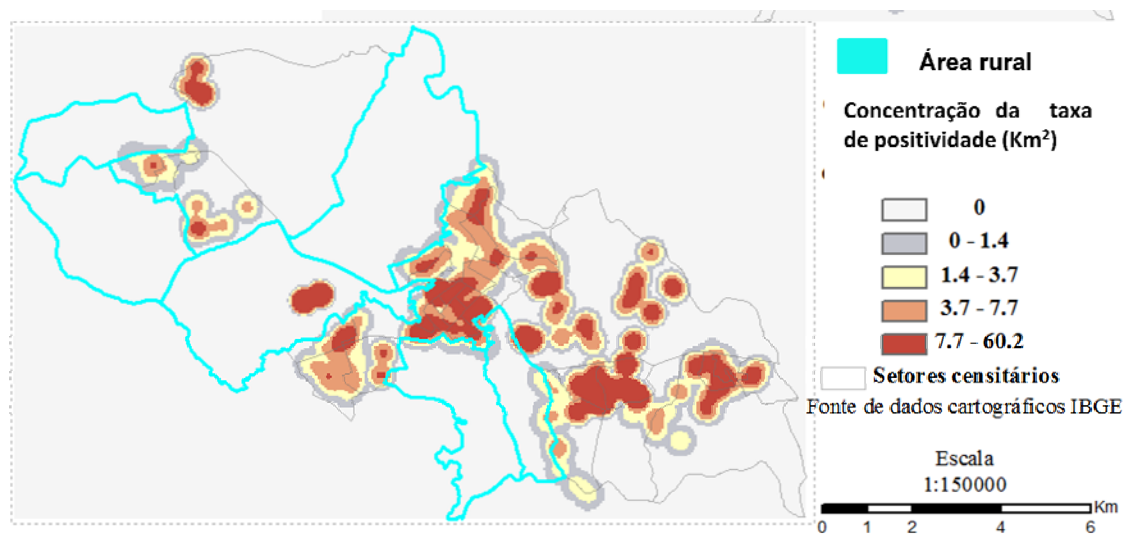 Área rural
Concentração da taxa
de positividade (Km²)
0
0 - 1.4
1.4 - 3.7
3.7 - 7.7
7.7 - 60.2
Setores censitários
Fonte de dados cartográficos IBGE
Escala
1:150000
Km
0 1 2 4 6